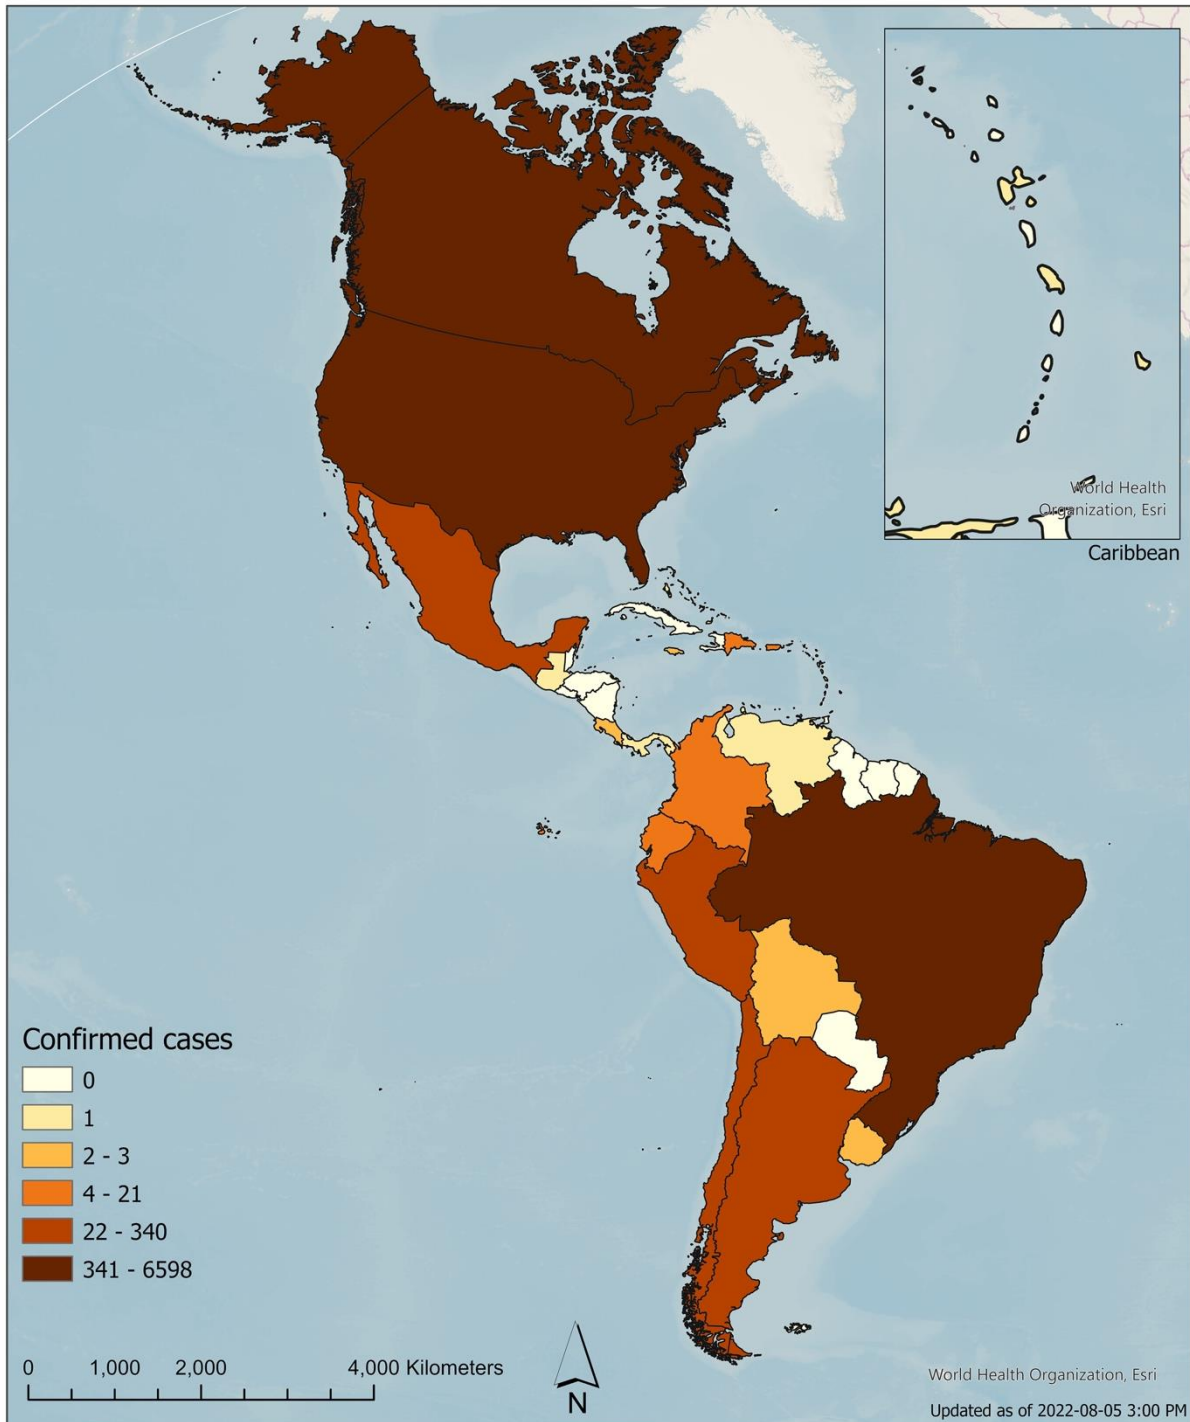 World Health
Organization, Esri
Caribbean
Confirmed cases
0
1
2 - 3
4 - 21
22 - 340
341 - 6598
0 1,000 2,000 4,000 Kilometers
N
World Health Organization, Esri
Updated as of 2022-08-05 3:00 PM